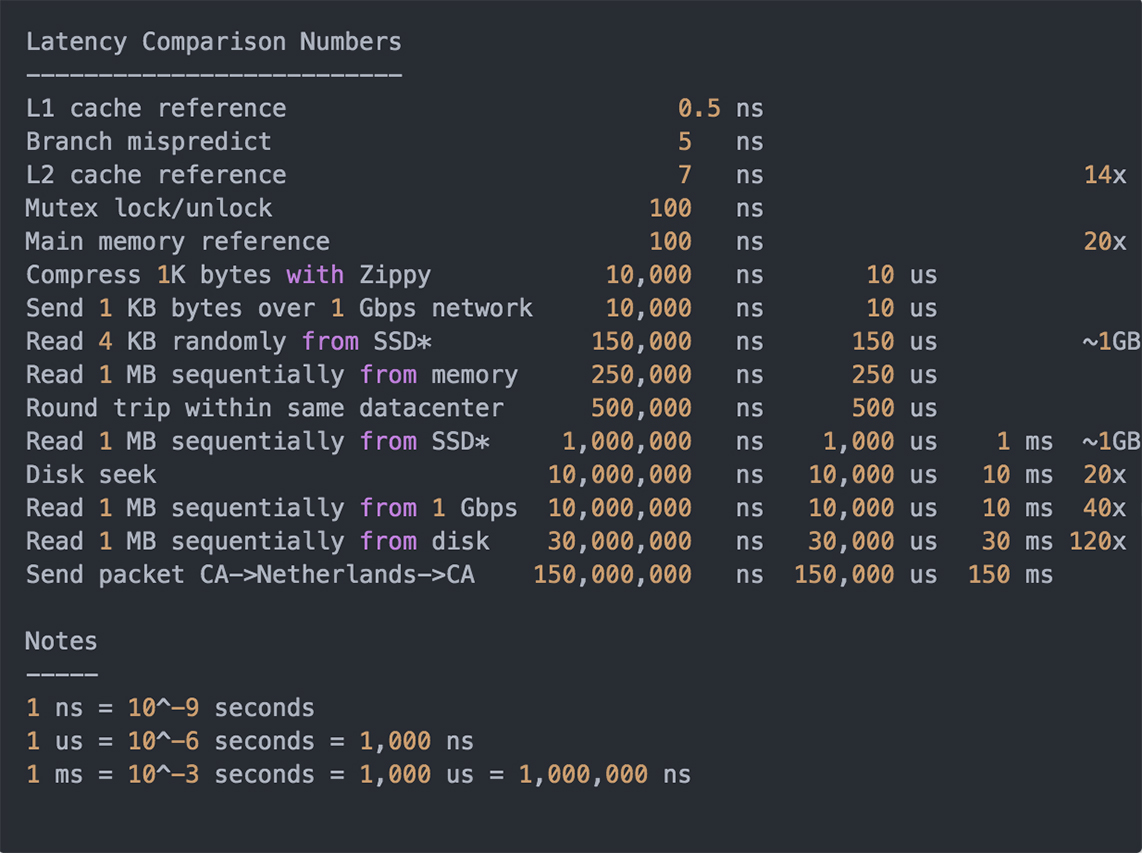 Latency Comparison Numbers
--------------------------
L1 cache reference                           0.5 ns
Branch mispredict                            5   ns
L2 cache reference                           7   ns                      14x
Mutex lock/unlock                          100   ns
Main memory reference                      100   ns                      20x
Compress 1K bytes with Zippy            10,000   ns       10 us
Send 1 KB bytes over 1 Gbps network     10,000   ns       10 us
Read 4 KB randomly from SSD*           150,000   ns      150 us          ~1GB
Read 1 MB sequentially from memory     250,000   ns      250 us
Round trip within same datacenter      500,000   ns      500 us
Read 1 MB sequentially from SSD*     1,000,000   ns    1,000 us    1 ms  ~1GB
Disk seek                           10,000,000   ns   10,000 us   10 ms  20x
Read 1 MB sequentially from 1 Gbps  10,000,000   ns   10,000 us   10 ms  40x
Read 1 MB sequentially from disk    30,000,000   ns   30,000 us   30 ms 120x
Send packet CA->Netherlands->CA    150,000,000   ns  150,000 us  150 ms
Notes
-----
1 ns = 10^-9 seconds
1 us = 10^-6 seconds = 1,000 ns
1 ms = 10^-3 seconds = 1,000 us = 1,000,000 ns